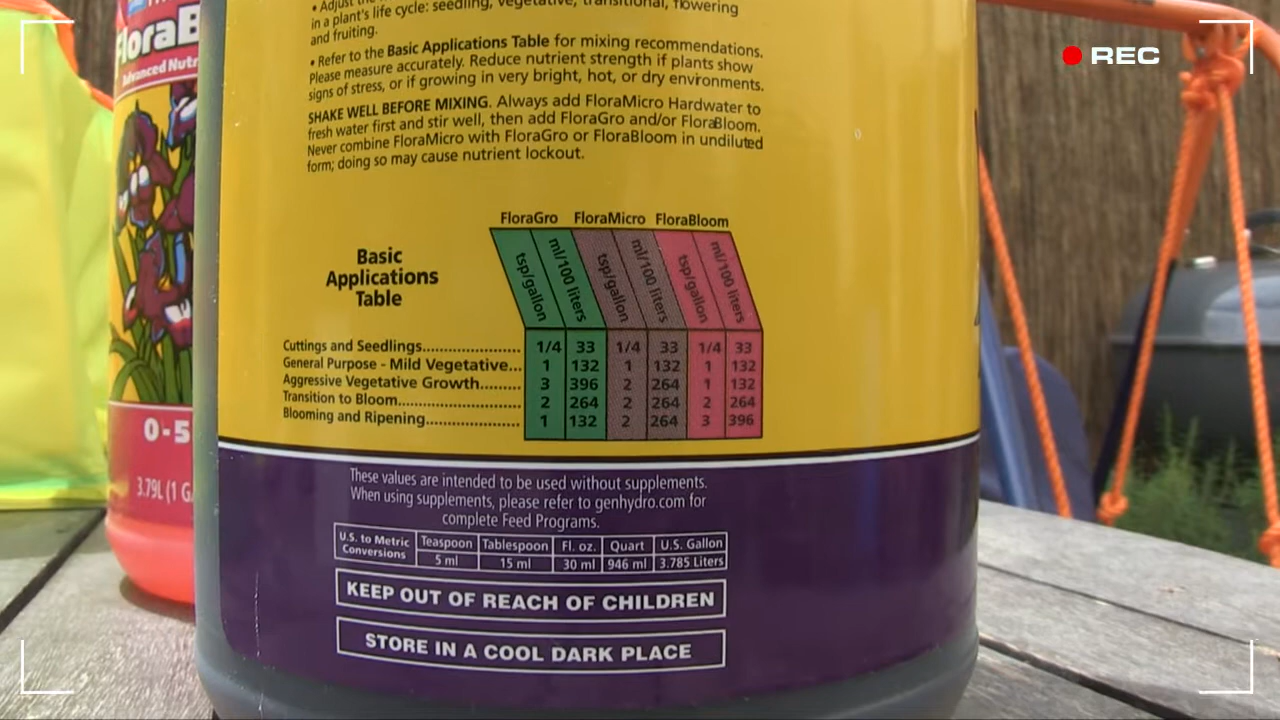 • Adjust the
in a plant's life cycle: seedling, vegetative, transitional, flowering
and fruiting.
• Refer to the Basic Applications Table for mixing recommendations.
Please measure accurately. Reduce nutrient strength if plants show
signs of stress, or if growing in very bright, hot, or dry environments.
SHAKE WELL BEFORE MIXING. Always add FloraMicro Hardwater to
fresh water first and stir well, then add FloraGro and/or FloraBloom.
Never combine FloraMicro with FloraGro or FloraBloom in undiluted
form; doing so may cause nutrient lockout.
FloraGro FloraMicro FloraBloom
Basic
Applications
Table
tsp/gallon ml/100 liters tsp/gallon ml/100 liters tsp/gallon ml/100 liters
Cuttings and Seedlings...................... 1/4 33 1/4 33 1/4 33
General Purpose - Mild Vegetative... 1 132 1 132 1 132
Aggressive Vegetative Growth......... 3 396 2 264 1 132
Transition to Bloom........................... 2 264 2 264 2 264
Blooming and Ripening..................... 1 132 2 264 3 396
These values are intended to be used without supplements.
When using supplements, please refer to genhydro.com for
complete Feed Programs.
U.S. to Metric Conversions Teaspoon Tablespoon Fl. oz. Quart U.S. Gallon
5 ml 15 ml 30 ml 946 ml 3.785 Liters
KEEP OUT OF REACH OF CHILDREN
STORE IN A COOL DARK PLACE
FloraB
Advanced Nutr
0-5
3.79L (1 G
REC